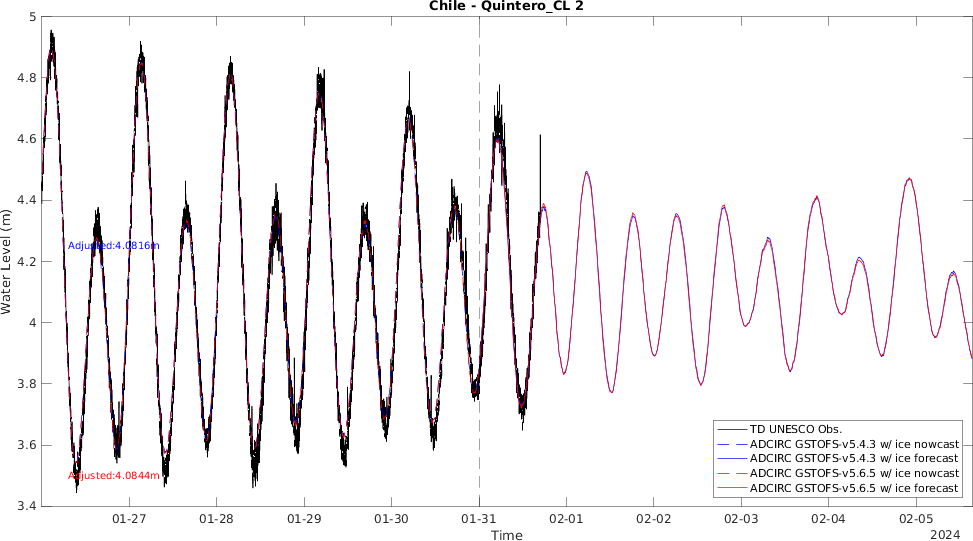 Chile - Quintero_CL 2
Water Level (m)
5
4.8
4.6
4.4
4.2
4
3.8
3.6
3.4
Adjusted:4.0816m
Adjusted:4.0844m
TD UNESCO Obs.
ADCIRC GSTOFS-v5.4.3 w/ ice nowcast
ADCIRC GSTOFS-v5.4.3 w/ ice forecast
ADCIRC GSTOFS-v5.6.5 w/ ice nowcast
ADCIRC GSTOFS-v5.6.5 w/ ice forecast
01-27 01-28 01-29 01-30 01-31 02-01 02-02 02-03 02-04 02-05
2024
Time